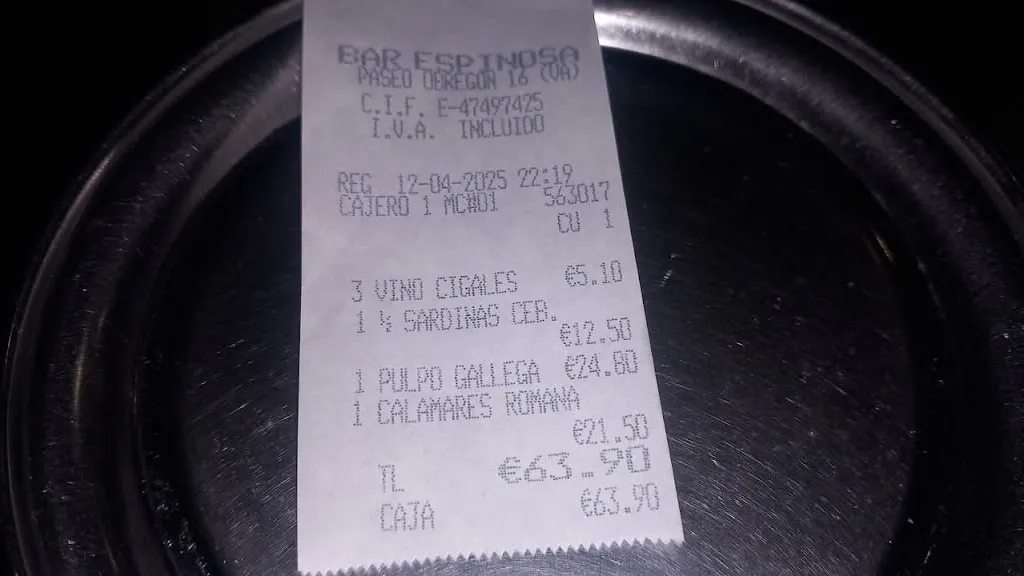 BAR ESPINOSA
PASEO OBREGON 16 (VA)
C.I.F. E-47497425
I.V.A. INCLUIDO
REG 12-04-2025 22:19
CAJERO 1 MC#01 563017
CU 1
3 VINO CIGALES €5.10
1 ½ SARDINAS CEB.
€12.50
1 PULPO GALLEGA €24.80
1 CALAMARES ROMANA
€21.50
TL €63.90
CAJA €63.90